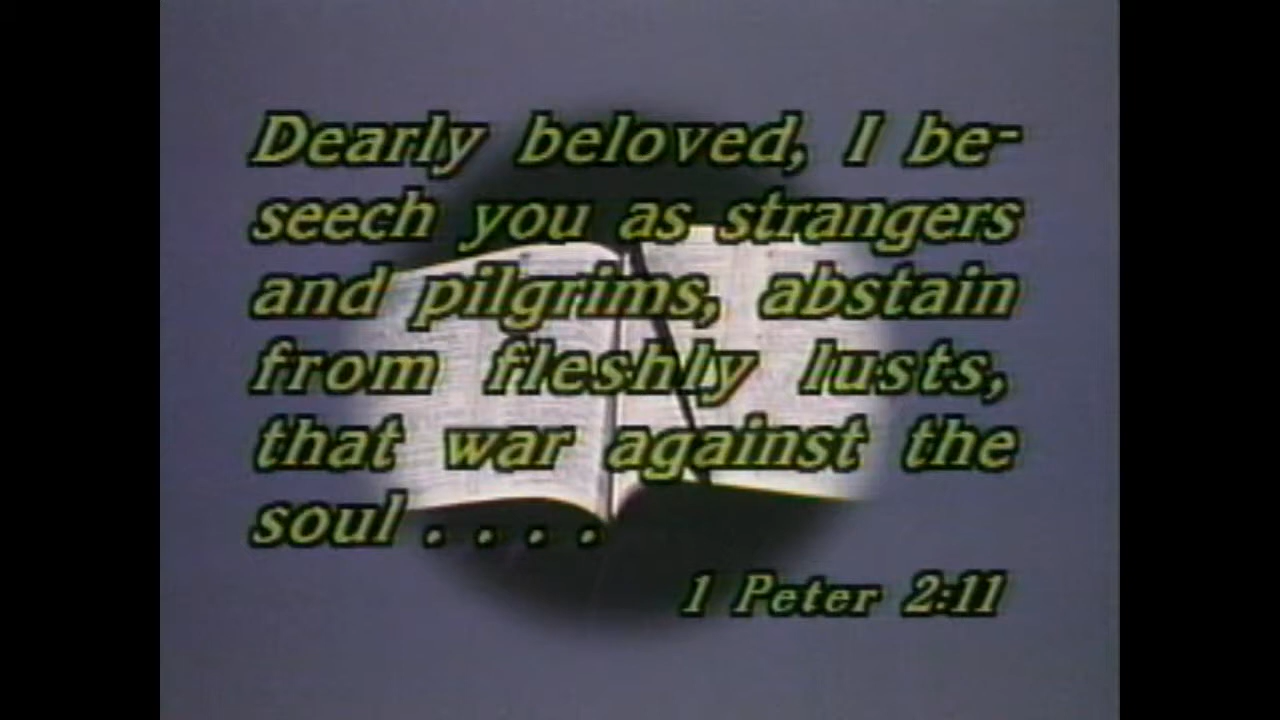 Dearly beloved, I be-
seech you as strangers
and pilgrims, abstain
from fleshly lusts,
that war against the
soul . . . .
1 Peter 2:11